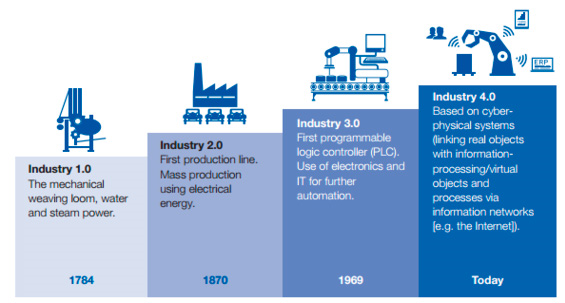 ERP
Industry 1.0
The mechanical
weaving loom, water
and steam power.
1784
Industry 2.0
First production line.
Mass production
using electrical
energy.
1870
Industry 3.0
First programmable
logic controller (PLC).
Use of electronics and
IT for further
automation.
1969
Industry 4.0
Based on cyber-
physical systems
(linking real objects
with information-
processing/virtual
objects and
processes via
information networks
[e.g. the Internet]).
Today